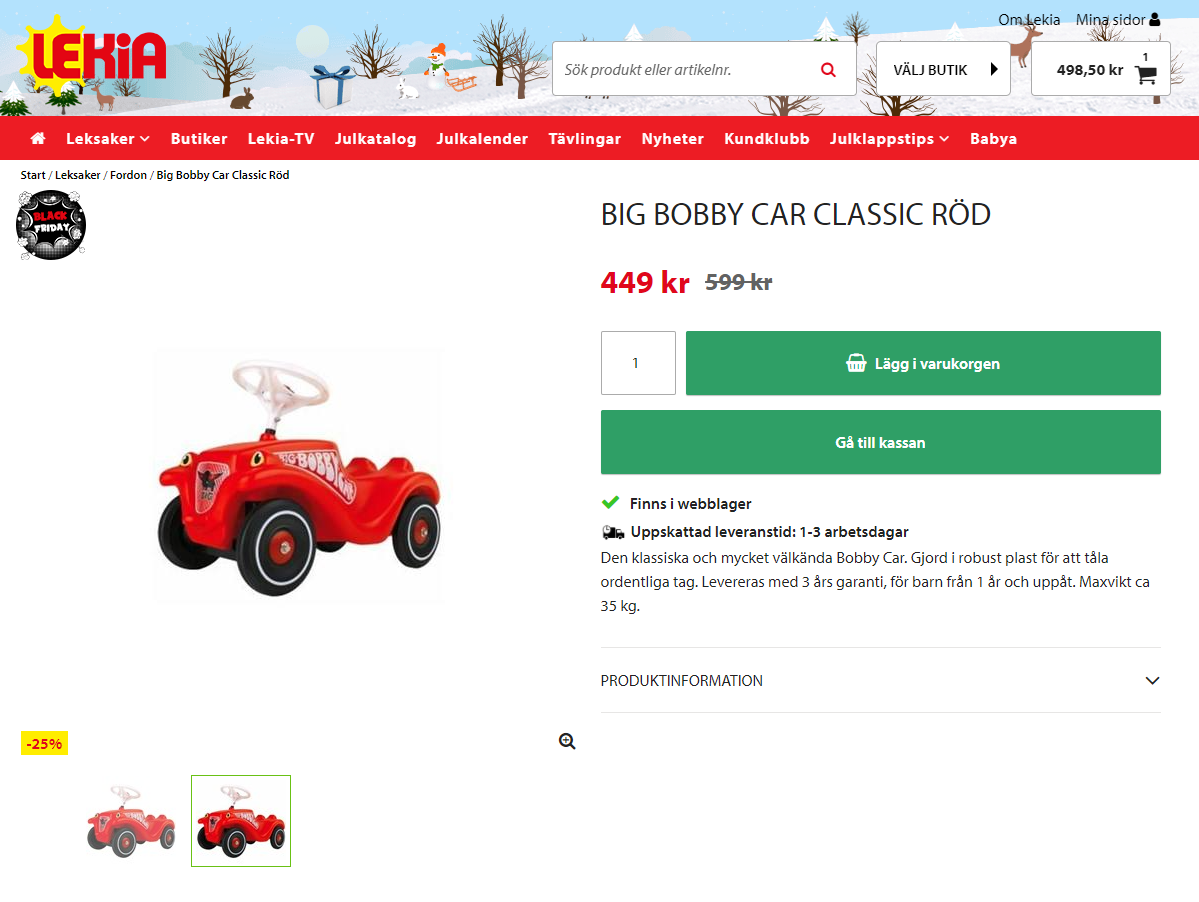 LEKiA
Om Lekia Mina sidor
Sök produkt eller artikelnr.
VÄLJ BUTIK
498,50 kr
1
Leksaker Butiker Lekia-TV Julkatalog Julkalender Tävlingar Nyheter Kundklubb Julklappstips Babya
Start / Leksaker / Fordon / Big Bobby Car Classic Röd
BLACK
FRIDAY
BIG-BOBBY CAR
BIG
-25%
BIG BOBBY CAR CLASSIC RÖD
449 kr 599 kr
1
Lägg i varukorgen
Gå till kassan
Finns i webblager
Uppskattad leveranstid: 1-3 arbetsdagar
Den klassiska och mycket välkända Bobby Car. Gjord i robust plast för att tåla
ordentliga tag. Levereras med 3 års garanti, för barn från 1 år och uppåt. Maxvikt ca
35 kg.
PRODUKTINFORMATION